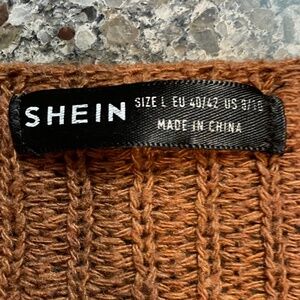 SHEIN
SIZE L EU 40/42 US 8/10
MADE IN CHINA